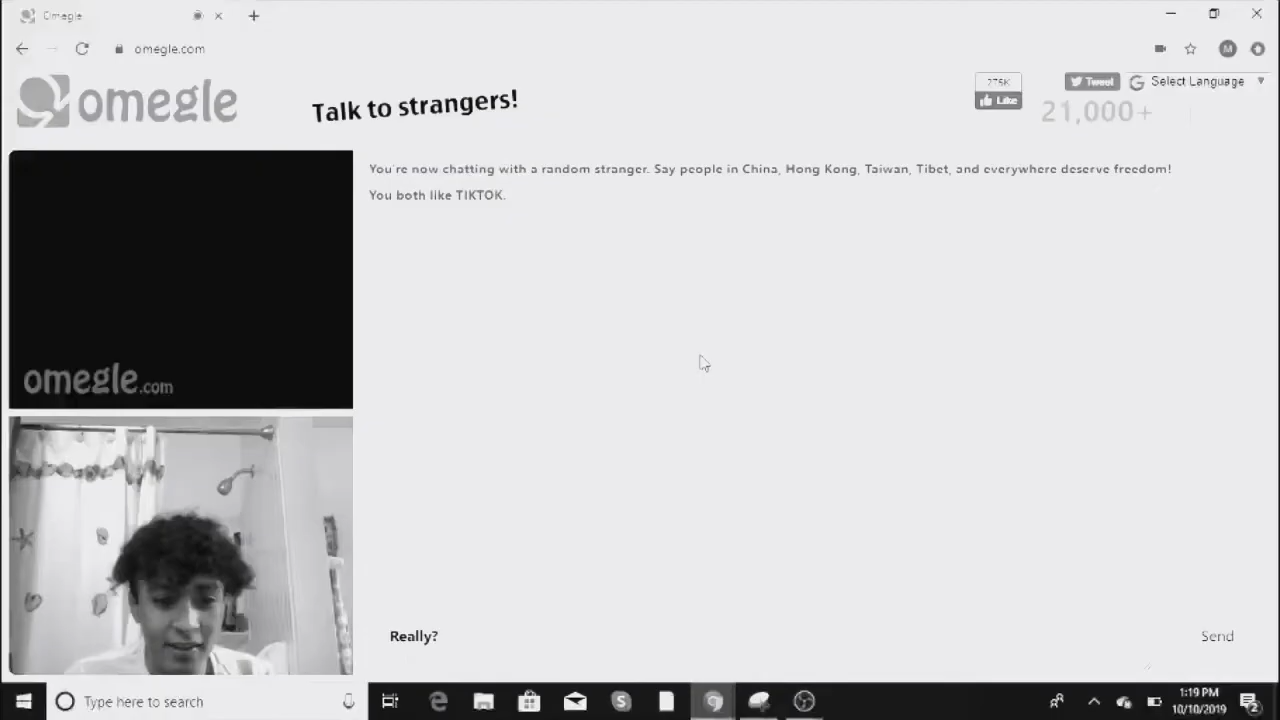 Omegle
omegle.com
M
omegle
Talk to strangers!
275K
Like
Tweet
Select Language
21,000+
You're now chatting with a random stranger. Say people in China, Hong Kong, Taiwan, Tibet, and everywhere deserve freedom!
You both like TIKTOK.
omegle.com
Really?
Send
Type here to search
1:19 PM
10/10/2019
2